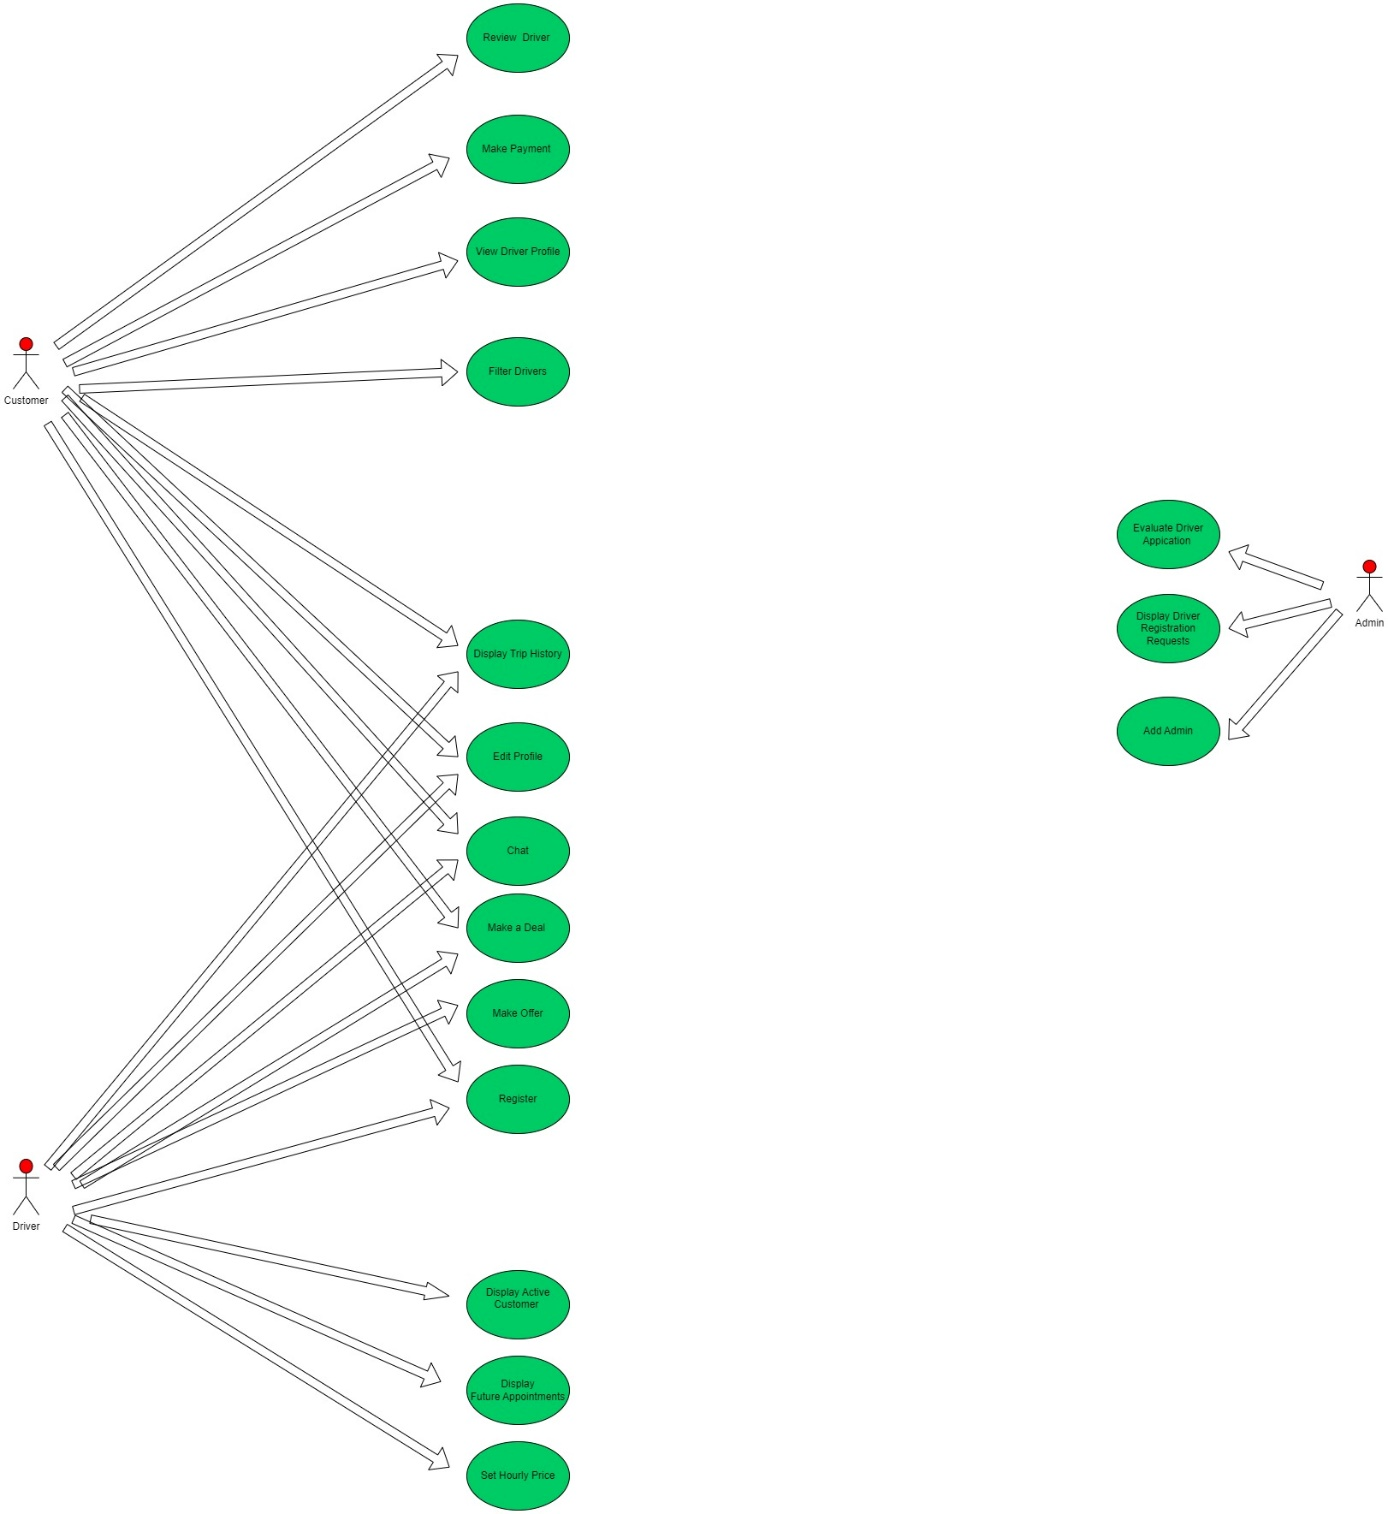 Review Driver
Make Payment
View Driver Profile
Filter Drivers
Customer
Evaluate Driver
Appication
Display Driver
Registration
Requests
Admin
Display Trip History
Add Admin
Edit Profile
Chat
Make a Deal
Make Offer
Register
Driver
Display Active
Customer
Display
Future Appointments
Set Hourly Price